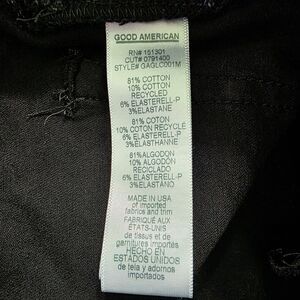 GOOD AMERICAN
RN# 151301
CUT# 0791400
STYLE# GAGLC001M
81% COTTON
10% COTTON
RECYCLED
6% ELASTERELL-P
3%ELASTANE
81% COTON
10% COTON RECYCLÉ
6% ELASTERELL-P
3%ELASTHANNE
81%ALGODON
10% ALGODÓN
RECICLADO
6% ELASTERELL-P
3%ELASTANO
MADE IN USA
of imported
fabrics and trim
FABRIQUÉ AUX
ÉTATS-UNIS
de tissus et de
garnitures importés
HECHO EN
ESTADOS UNIDOS
de tela y adornos
importados